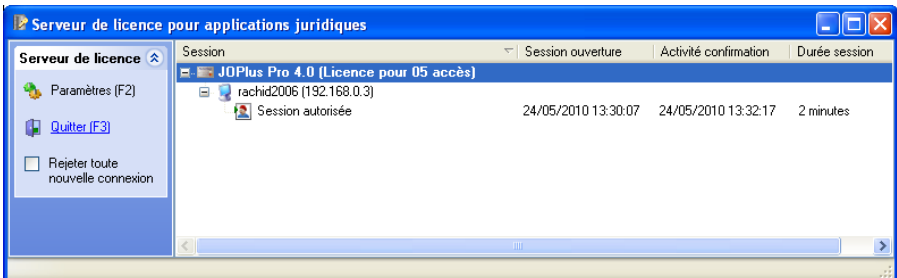 Serveur de licence pour applications juridiques
Serveur de licence
Paramètres (F2)
Quitter (F3)
Rejeter toute
nouvelle connexion
Session Session ouverture Activité confirmation Durée session
JOPlus Pro 4.0 (Licence pour 05 accès)
rachid2006 (192.168.0.3)
Session autorisée 24/05/2010 13:30:07 24/05/2010 13:32:17 2 minutes